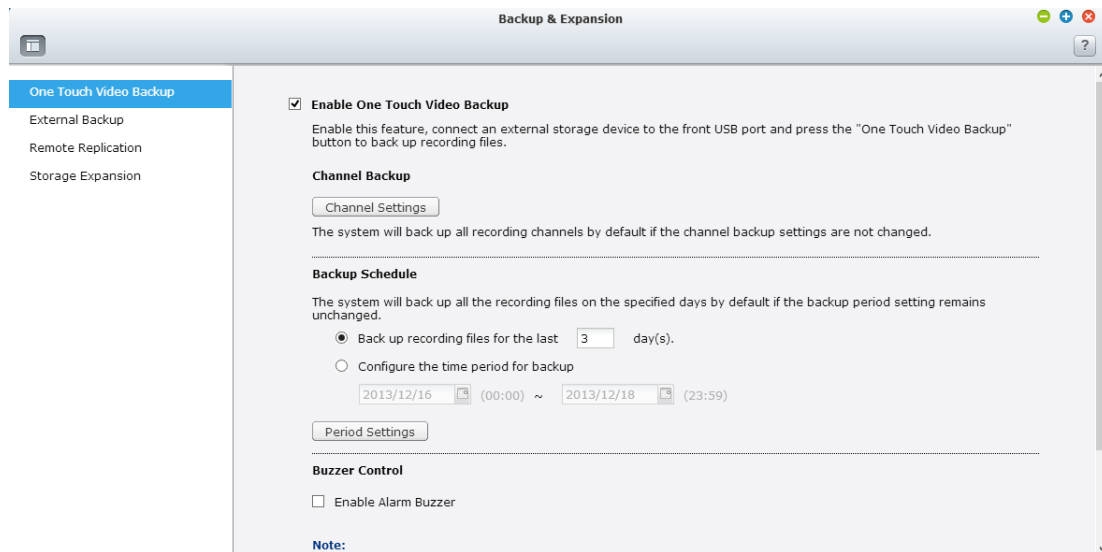 Backup & Expansion
?
One Touch Video Backup
External Backup
Remote Replication
Storage Expansion
Enable One Touch Video Backup
Enable this feature, connect an external storage device to the front USB port and press the "One Touch Video Backup"
button to back up recording files.
Channel Backup
Channel Settings
The system will back up all recording channels by default if the channel backup settings are not changed.
Backup Schedule
The system will back up all the recording files on the specified days by default if the backup period setting remains
unchanged.
Back up recording files for the last 3 day(s).
Configure the time period for backup
2013/12/16 (00:00) ~ 2013/12/18 (23:59)
Period Settings
Buzzer Control
Enable Alarm Buzzer
Note: